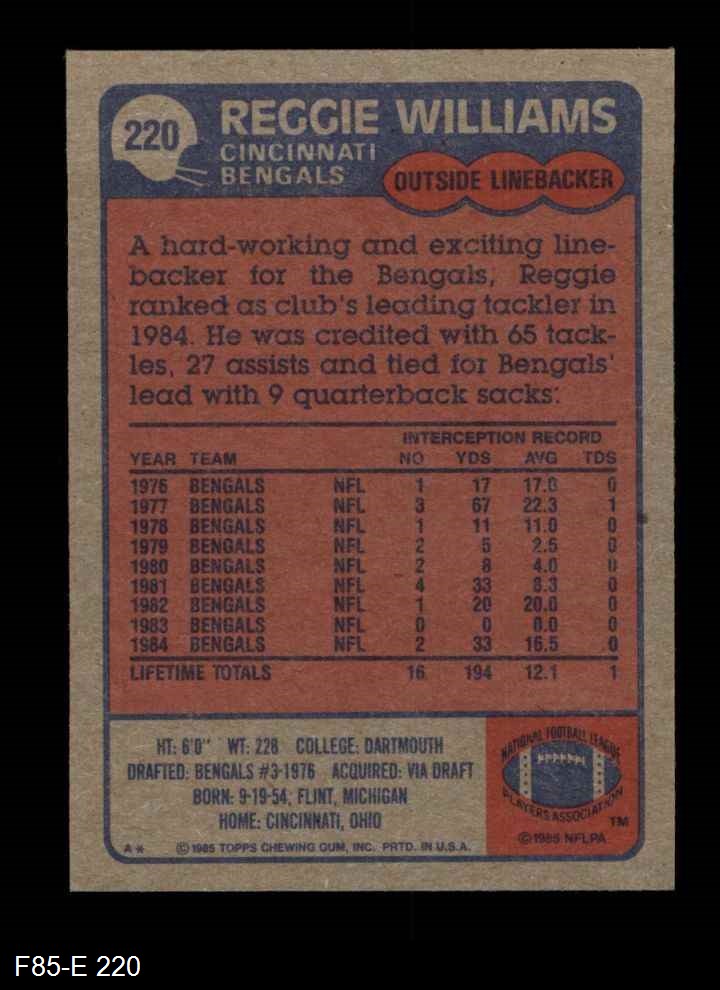 220
REGGIE WILLIAMS
CINCINNATI
BENGALS
OUTSIDE LINEBACKER
A hard-working and exciting line-
backer for the Bengals, Reggie
ranked as club's leading tackler in
1984. He was credited with 65 tack-
les, 27 assists and tied for Bengals'
lead with 9 quarterback sacks.
INTERCEPTION RECORD
YEAR TEAM NO YDS AVG TDS
1976 BENGALS NFL 1 17 17.0 0
1977 BENGALS NFL 3 67 22.3 1
1978 BENGALS NFL 1 11 11.0 0
1979 BENGALS NFL 2 5 2.5 0
1980 BENGALS NFL 2 8 4.0 0
1981 BENGALS NFL 4 33 8.3 0
1982 BENGALS NFL 1 20 20.0 0
1983 BENGALS NFL 0 0 0.0 0
1984 BENGALS NFL 2 33 16.5 0
LIFETIME TOTALS 16 194 12.1 1
HT: 6'0" WT: 228 COLLEGE: DARTMOUTH
DRAFTED: BENGALS #3-1976 ACQUIRED: VIA DRAFT
BORN: 9-19-54, FLINT, MICHIGAN
HOME: CINCINNATI, OHIO
A* © 1985 TOPPS CHEWING GUM, INC. PRTD. IN U.S.A.
NATIONAL FOOTBALL LEAGUE
PLAYERS ASSOCIATION
TM
© 1985 NFLPA
F85-E 220